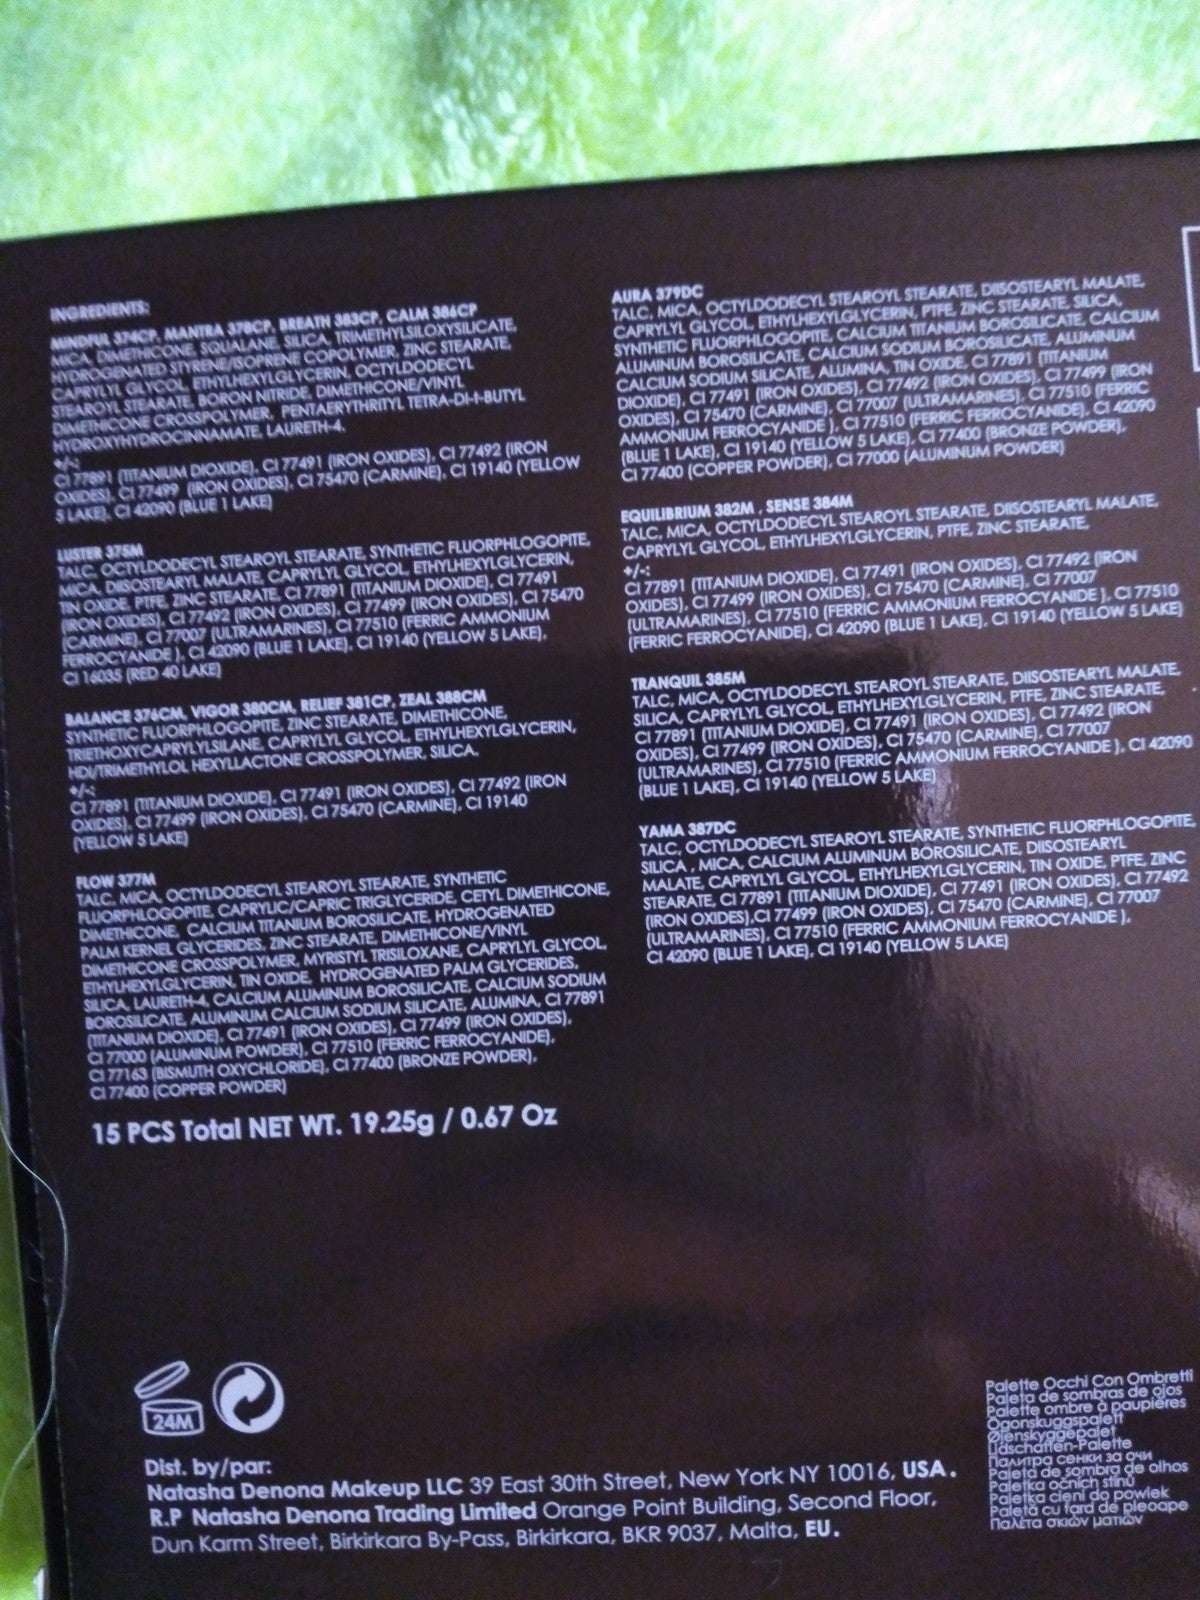 INGREDIENTS:
MINDFUL 374CP, MANTRA 378CP, BREATH 383CP, CALM 386CP
MICA, DIMETHICONE, SQUALANE, SILICA, TRIMETHYLSILOXYSILICATE,
HYDROGENATED STYRENE/ISOPRENE COPOLYMER, ZINC STEARATE,
CAPRYLYL GLYCOL, ETHYLHEXYLGLYCERIN, OCTYLDODECYL
STEAROYL STEARATE, BORON NITRIDE, DIMETHICONE/VINYL
DIMETHICONE CROSSPOLYMER, PENTAERYTHRITYL TETRA-DI-t-BUTYL
HYDROXYHYDROCINNAMATE, LAURETH-4.
+/-:
CI 77891 (TITANIUM DIOXIDE), CI 77491 (IRON OXIDES), CI 77492 (IRON
OXIDES), CI 77499 (IRON OXIDES), CI 75470 (CARMINE), CI 19140 (YELLOW
5 LAKE), CI 42090 (BLUE 1 LAKE)
LUSTER 375M
TALC, OCTYLDODECYL STEAROYL STEARATE, SYNTHETIC FLUORPHLOGOPITE,
MICA, DIISOSTEARYL MALATE, CAPRYLYL GLYCOL, ETHYLHEXYLGLYCERIN,
TIN OXIDE, PTFE, ZINC STEARATE, CI 77891 (TITANIUM DIOXIDE), CI 77491
(IRON OXIDES), CI 77492 (IRON OXIDES), CI 77499 (IRON OXIDES), CI 75470
(CARMINE), CI 77007 (ULTRAMARINES), CI 77510 (FERRIC AMMONIUM
FERROCYANIDE ), CI 42090 (BLUE 1 LAKE), CI 19140 (YELLOW 5 LAKE),
CI 16035 (RED 40 LAKE)
BALANCE 376CM, VIGOR 380CM, RELIEF 381CP, ZEAL 388CM
SYNTHETIC FLUORPHLOGOPITE, ZINC STEARATE, DIMETHICONE,
TRIETHOXYCAPRYLYLSILANE, CAPRYLYL GLYCOL, ETHYLHEXYLGLYCERIN,
HDI/TRIMETHYLOL HEXYLLACTONE CROSSPOLYMER, SILICA.
+/-:
CI 77891 (TITANIUM DIOXIDE), CI 77491 (IRON OXIDES), CI 77492 (IRON
OXIDES), CI 77499 (IRON OXIDES), CI 75470 (CARMINE), CI 19140
(YELLOW 5 LAKE)
FLOW 377M
TALC, MICA, OCTYLDODECYL STEAROYL STEARATE, SYNTHETIC
FLUORPHLOGOPITE, CAPRYLIC/CAPRIC TRIGLYCERIDE, CETYL DIMETHICONE,
DIMETHICONE, CALCIUM TITANIUM BOROSILICATE, HYDROGENATED
PALM KERNEL GLYCERIDES, ZINC STEARATE, DIMETHICONE/VINYL
DIMETHICONE CROSSPOLYMER, MYRISTYL TRISILOXANE, CAPRYLYL GLYCOL,
ETHYLHEXYLGLYCERIN, TIN OXIDE, HYDROGENATED PALM GLYCERIDES,
SILICA, LAURETH-4, CALCIUM ALUMINUM BOROSILICATE, CALCIUM SODIUM
BOROSILICATE, ALUMINUM CALCIUM SODIUM SILICATE, ALUMINA, CI 77891
(TITANIUM DIOXIDE), CI 77491 (IRON OXIDES), CI 77499 (IRON OXIDES),
CI 77000 (ALUMINUM POWDER), CI 77510 (FERRIC FERROCYANIDE),
CI 77163 (BISMUTH OXYCHLORIDE), CI 77400 (BRONZE POWDER),
CI 77400 (COPPER POWDER)
15 PCS Total NET WT. 19.25g / 0.67 Oz
AURA 379DC
TALC, MICA, OCTYLDODECYL STEAROYL STEARATE, DIISOSTEARYL MALATE,
CAPRYLYL GLYCOL, ETHYLHEXYLGLYCERIN, PTFE, ZINC STEARATE, SILICA,
SYNTHETIC FLUORPHLOGOPITE, CALCIUM TITANIUM BOROSILICATE, CALCIUM
ALUMINUM BOROSILICATE, CALCIUM SODIUM BOROSILICATE, ALUMINUM
CALCIUM SODIUM SILICATE, ALUMINA, TIN OXIDE, CI 77891 (TITANIUM
DIOXIDE), CI 77491 (IRON OXIDES), CI 77492 (IRON OXIDES), CI 77499 (IRON
OXIDES), CI 75470 (CARMINE), CI 77007 (ULTRAMARINES), CI 77510 (FERRIC
AMMONIUM FERROCYANIDE ), CI 77510 (FERRIC FERROCYANIDE), CI 42090
(BLUE 1 LAKE), CI 19140 (YELLOW 5 LAKE), CI 77400 (BRONZE POWDER),
CI 77400 (COPPER POWDER), CI 77000 (ALUMINUM POWDER)
EQUILIBRIUM 382M , SENSE 384M
TALC, MICA, OCTYLDODECYL STEAROYL STEARATE, DIISOSTEARYL MALATE,
CAPRYLYL GLYCOL, ETHYLHEXYLGLYCERIN, PTFE, ZINC STEARATE,
+/-:
CI 77891 (TITANIUM DIOXIDE), CI 77491 (IRON OXIDES), CI 77492 (IRON
OXIDES), CI 77499 (IRON OXIDES), CI 75470 (CARMINE), CI 77007
(ULTRAMARINES), CI 77510 (FERRIC AMMONIUM FERROCYANIDE ), CI 77510
(FERRIC FERROCYANIDE), CI 42090 (BLUE 1 LAKE), CI 19140 (YELLOW 5 LAKE)
TRANQUIL 385M
TALC, MICA, OCTYLDODECYL STEAROYL STEARATE, DIISOSTEARYL MALATE,
SILICA, CAPRYLYL GLYCOL, ETHYLHEXYLGLYCERIN, PTFE, ZINC STEARATE,
CI 77891 (TITANIUM DIOXIDE), CI 77491 (IRON OXIDES), CI 77492 (IRON
OXIDES), CI 77499 (IRON OXIDES), CI 75470 (CARMINE), CI 77007
(ULTRAMARINES), CI 77510 (FERRIC AMMONIUM FERROCYANIDE ), CI 42090
(BLUE 1 LAKE), CI 19140 (YELLOW 5 LAKE)
YAMA 387DC
TALC, OCTYLDODECYL STEAROYL STEARATE, SYNTHETIC FLUORPHLOGOPITE,
SILICA , MICA, CALCIUM ALUMINUM BOROSILICATE, DIISOSTEARYL
MALATE, CAPRYLYL GLYCOL, ETHYLHEXYLGLYCERIN, TIN OXIDE, PTFE, ZINC
STEARATE, CI 77891 (TITANIUM DIOXIDE), CI 77491 (IRON OXIDES), CI 77492
(IRON OXIDES),CI 77499 (IRON OXIDES), CI 75470 (CARMINE), CI 77007
(ULTRAMARINES), CI 77510 (FERRIC AMMONIUM FERROCYANIDE ),
CI 42090 (BLUE 1 LAKE), CI 19140 (YELLOW 5 LAKE)
24M
Dist. by/par:
Natasha Denona Makeup LLC 39 East 30th Street, New York NY 10016, USA.
R.P Natasha Denona Trading Limited Orange Point Building, Second Floor,
Dun Karm Street, Birkirkara By-Pass, Birkirkara, BKR 9037, Malta, EU.
Palette Occhi Con Ombretti
Paleta de sombras de ojos
Palette ombre à paupières
Ögonskuggspalett
Øjenskyggepalet
Lidschatten-Palette
Палитра сенки за очи
Paleta de sombra de olhos
Paletka očních stínů
Paletka cieni do powiek
Paletă cu fard de pleoape
Παλέτα σκιών ματιών